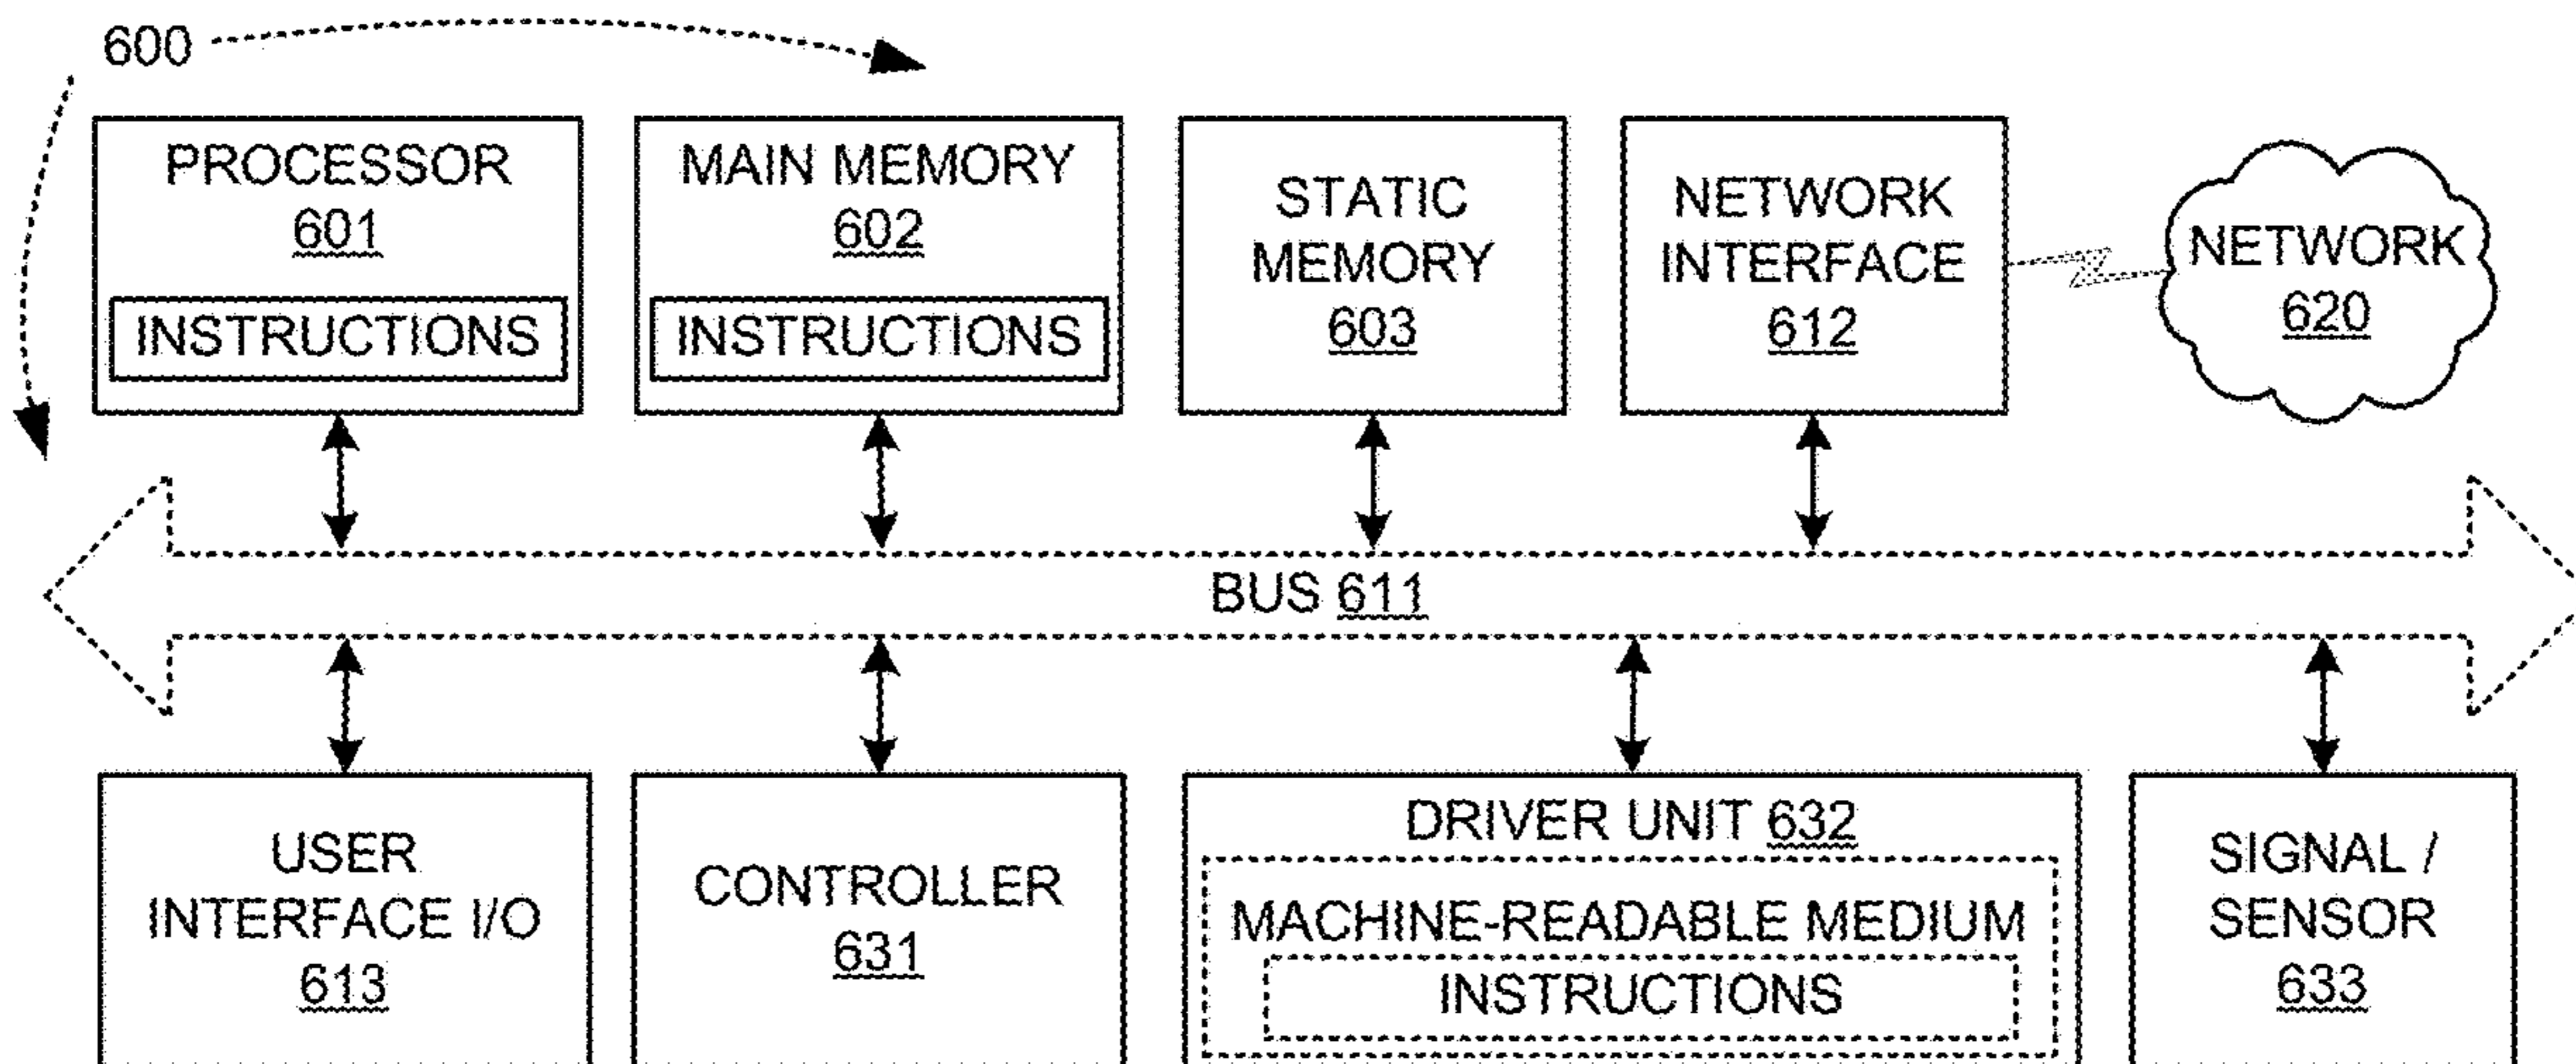 600
PROCESSOR
601
INSTRUCTIONS
MAIN MEMORY
602
INSTRUCTIONS
STATIC
MEMORY
603
NETWORK
INTERFACE
612
NETWORK
620
BUS 611
USER
INTERFACE I/O
613
CONTROLLER
631
DRIVER UNIT 632
MACHINE-READABLE MEDIUM
INSTRUCTIONS
SIGNAL /
SENSOR
633